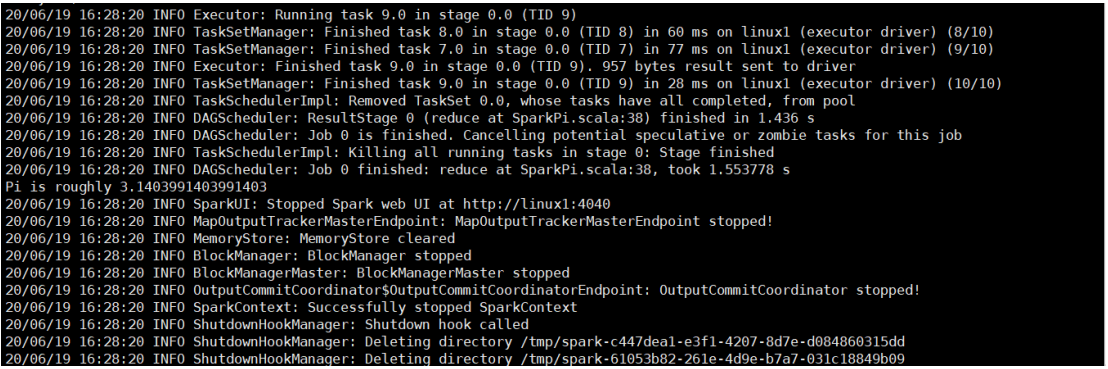 20/06/19 16:28:20 INFO Executor: Running task 9.0 in stage 0.0 (TID 9)
20/06/19 16:28:20 INFO TaskSetManager: Finished task 8.0 in stage 0.0 (TID 8) in 60 ms on linux1 (executor driver) (8/10)
20/06/19 16:28:20 INFO TaskSetManager: Finished task 7.0 in stage 0.0 (TID 7) in 77 ms on linux1 (executor driver) (9/10)
20/06/19 16:28:20 INFO Executor: Finished task 9.0 in stage 0.0 (TID 9). 957 bytes result sent to driver
20/06/19 16:28:20 INFO TaskSetManager: Finished task 9.0 in stage 0.0 (TID 9) in 28 ms on linux1 (executor driver) (10/10)
20/06/19 16:28:20 INFO TaskSchedulerImpl: Removed TaskSet 0.0, whose tasks have all completed, from pool
20/06/19 16:28:20 INFO DAGScheduler: ResultStage 0 (reduce at SparkPi.scala:38) finished in 1.436 s
20/06/19 16:28:20 INFO DAGScheduler: Job 0 is finished. Cancelling potential speculative or zombie tasks for this job
20/06/19 16:28:20 INFO TaskSchedulerImpl: Killing all running tasks in stage 0: Stage finished
20/06/19 16:28:20 INFO DAGScheduler: Job 0 finished: reduce at SparkPi.scala:38, took 1.553778 s
Pi is roughly 3.1403991403991403
20/06/19 16:28:20 INFO SparkUI: Stopped Spark web UI at http://linux1:4040
20/06/19 16:28:20 INFO MapOutputTrackerMasterEndpoint: MapOutputTrackerMasterEndpoint stopped!
20/06/19 16:28:20 INFO MemoryStore: MemoryStore cleared
20/06/19 16:28:20 INFO BlockManager: BlockManager stopped
20/06/19 16:28:20 INFO BlockManagerMaster: BlockManagerMaster stopped
20/06/19 16:28:20 INFO OutputCommitCoordinator$OutputCommitCoordinatorEndpoint: OutputCommitCoordinator stopped!
20/06/19 16:28:20 INFO SparkContext: Successfully stopped SparkContext
20/06/19 16:28:20 INFO ShutdownHookManager: Shutdown hook called
20/06/19 16:28:20 INFO ShutdownHookManager: Deleting directory /tmp/spark-c447dea1-e3f1-4207-8d7e-d084860315dd
20/06/19 16:28:20 INFO ShutdownHookManager: Deleting directory /tmp/spark-61053b82-261e-4d9e-b7a7-031c18849b09